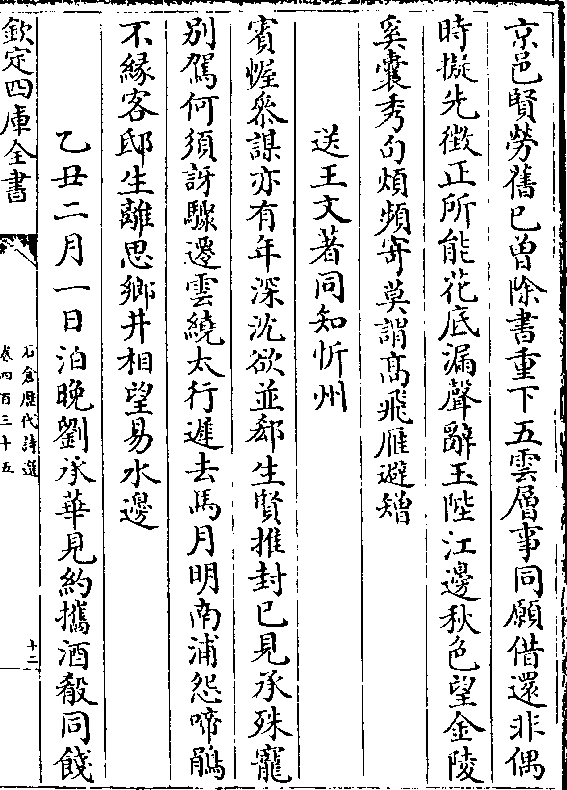 京邑賢勞舊已曾除書重下五雲層事同願借還非偶
時擬先徵正所能花底漏聲辭玉陛江邊秋色望金陵
奚囊秀句煩頻寄莫謂髙飛雁避矰
送王文著同知忻州
賓幄叅謀亦有年深沈欲並郄生賢推封已見承殊寵
別駕何須訝驟遷雲繞太行遲去馬月明南浦怨啼鵑
不縁客邸生離思鄉井相望易水邊
乙丑二月一日泊晚劉承華見約攜酒殽同餞
欽定四庫全書
石倉歴代詩選
卷四百三十五
十二